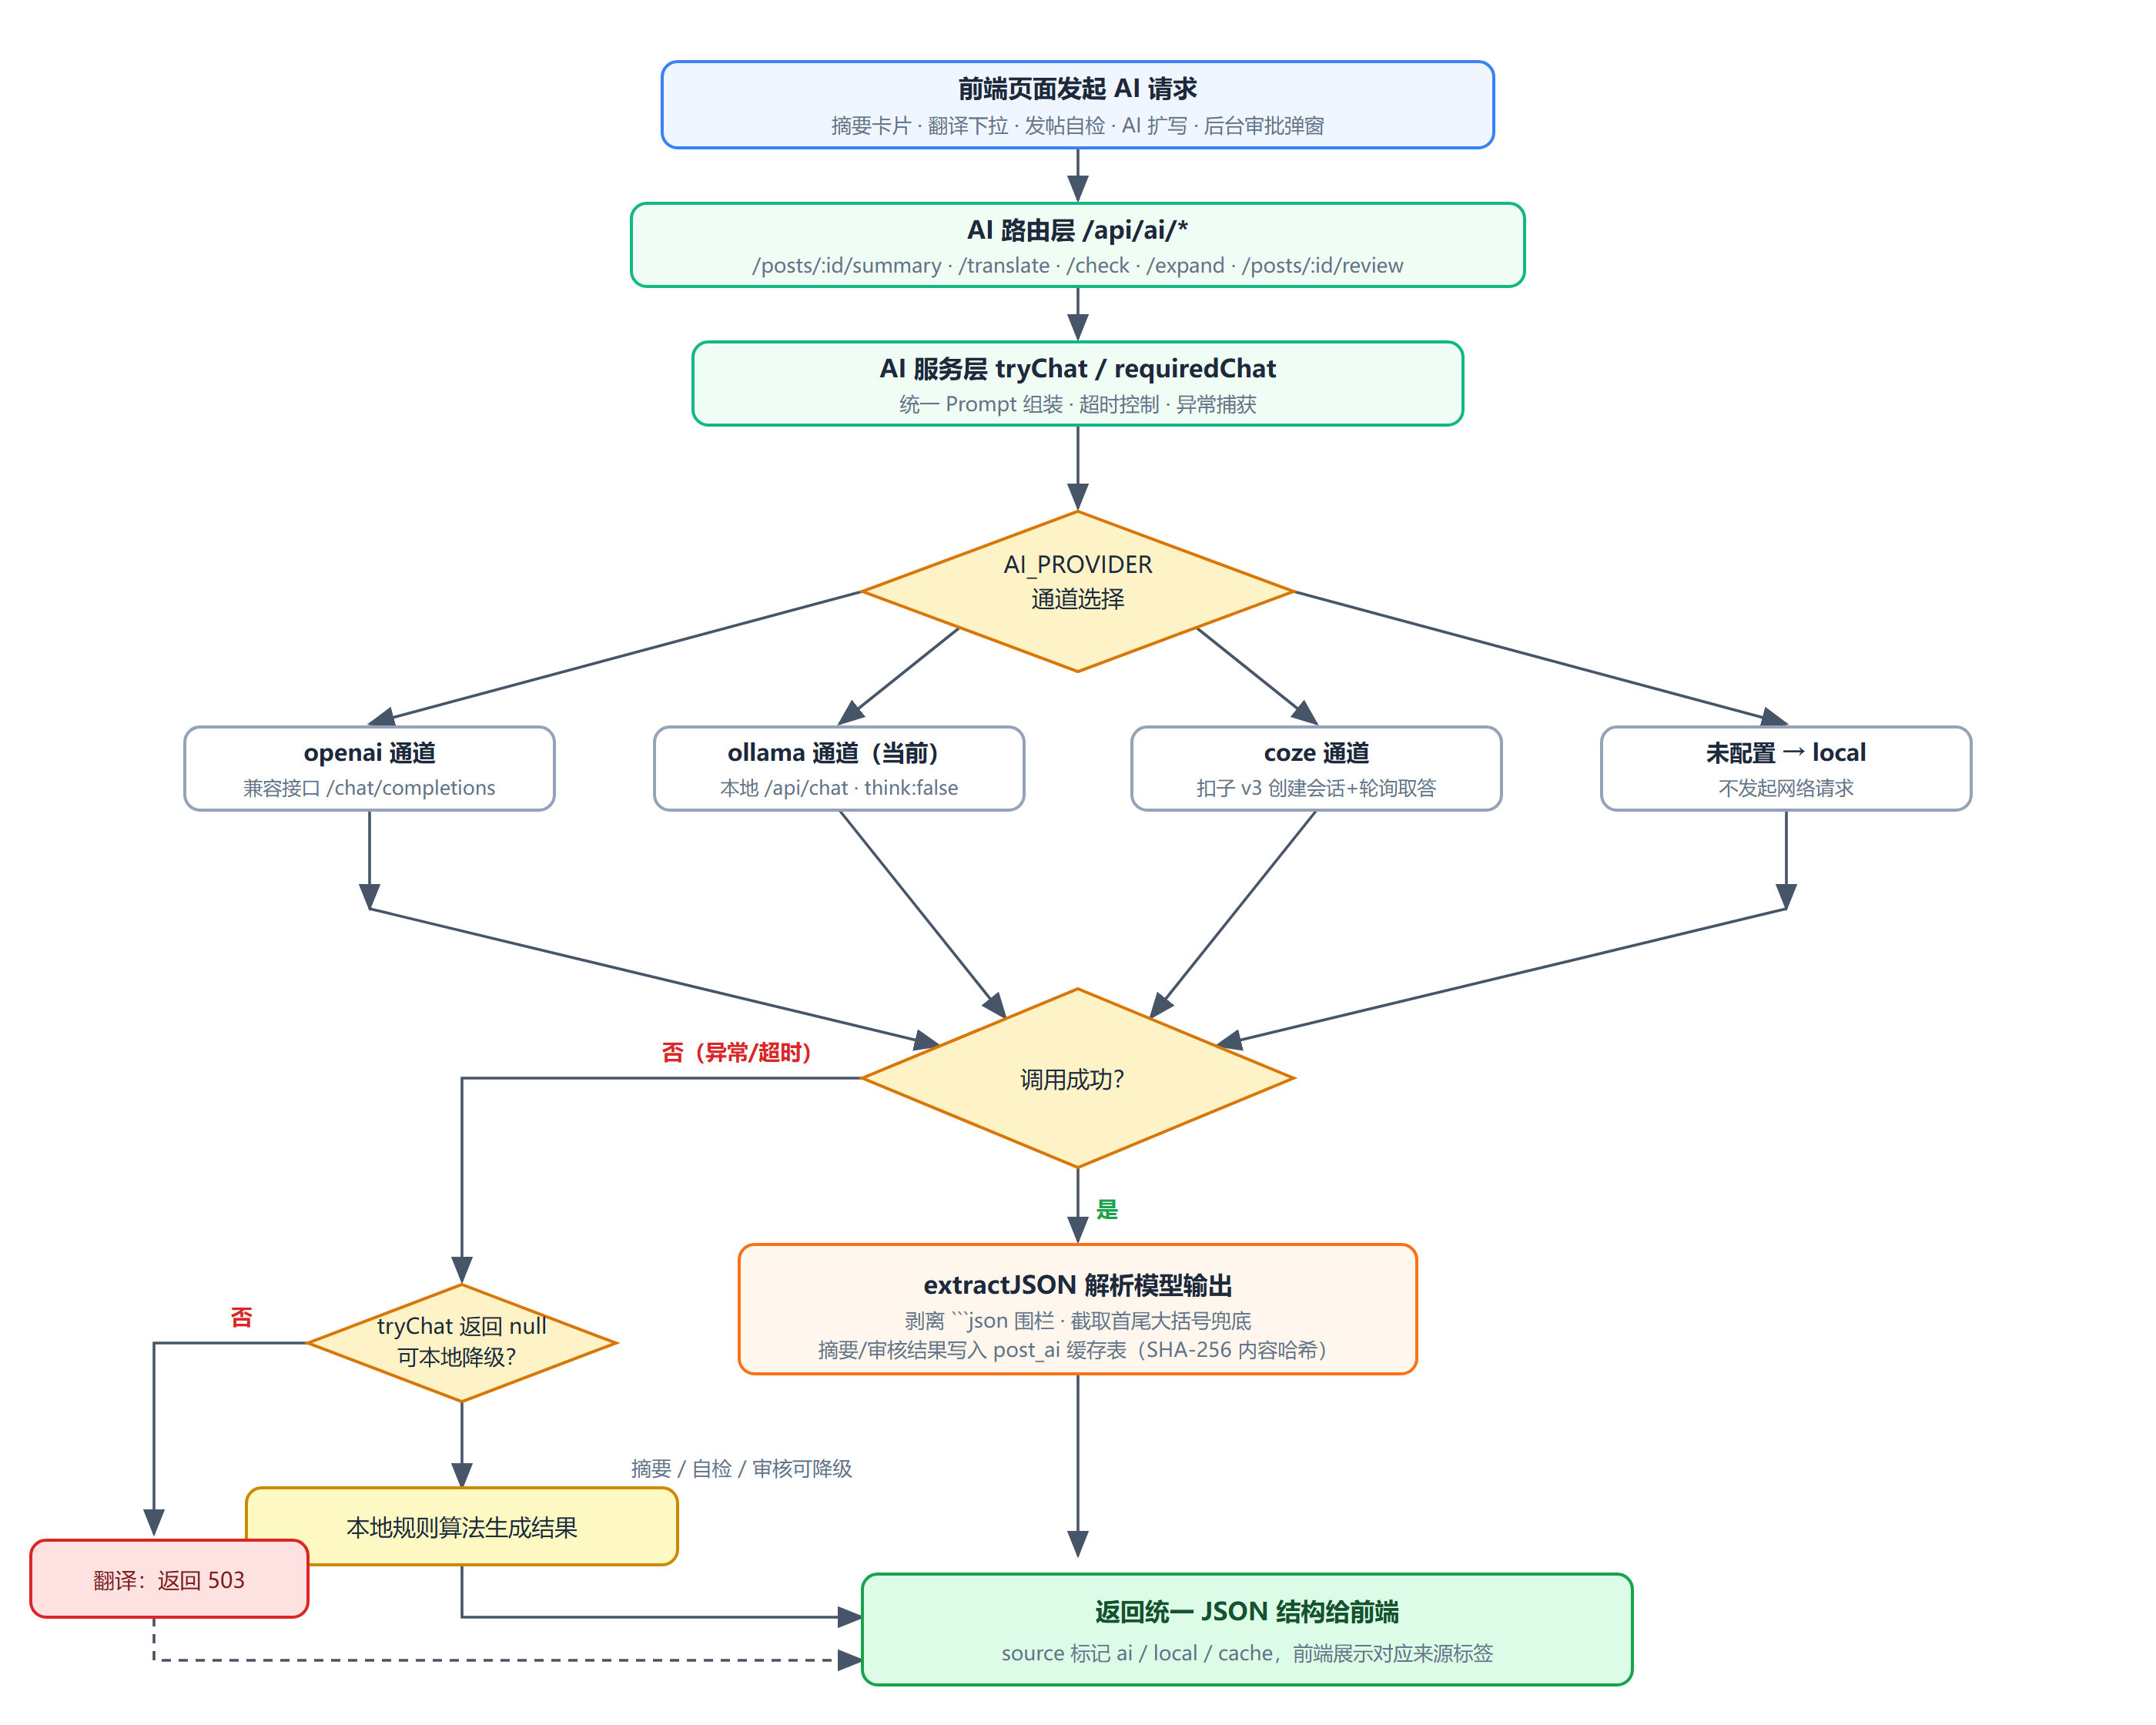 前端页面发起 AI 请求
摘要卡片 · 翻译下拉 · 发帖自检 · AI 扩写 · 后台审批弹窗
AI 路由层 /api/ai/*
/posts/:id/summary · /translate · /check · /expand · /posts/:id/review
AI 服务层 tryChat / requiredChat
统一 Prompt 组装 · 超时控制 · 异常捕获
AI_PROVIDER
通道选择
openai 通道
兼容接口 /chat/completions
ollama 通道（当前）
本地 /api/chat · think:false
coze 通道
扣子 v3 创建会话+轮询取答
未配置 → local
不发起网络请求
否（异常/超时）
调用成功？
是
extractJSON 解析模型输出
剥离 ```json 围栏 · 截取首尾大括号兜底
摘要/审核结果写入 post_ai 缓存表（SHA-256 内容哈希）
否
tryChat 返回 null
可本地降级？
摘要 / 自检 / 审核可降级
本地规则算法生成结果
翻译：返回 503
返回统一 JSON 结构给前端
source 标记 ai / local / cache，前端展示对应来源标签